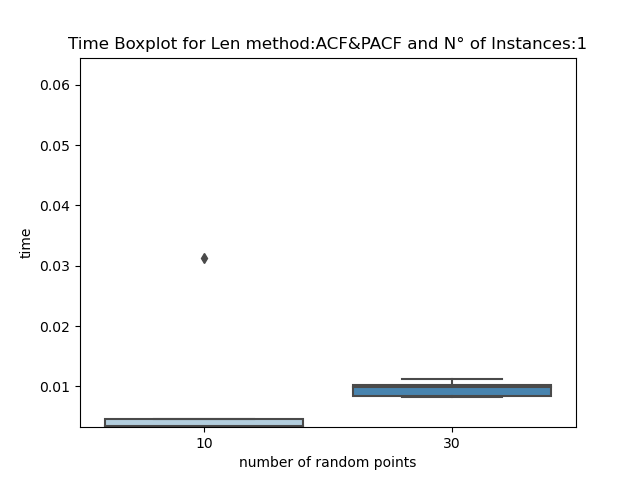 Time Boxplot for Len method:ACF&PACF and N° of Instances:1
0.06
0.05
0.04
0.03
0.02
0.01
time
10 30
number of random points